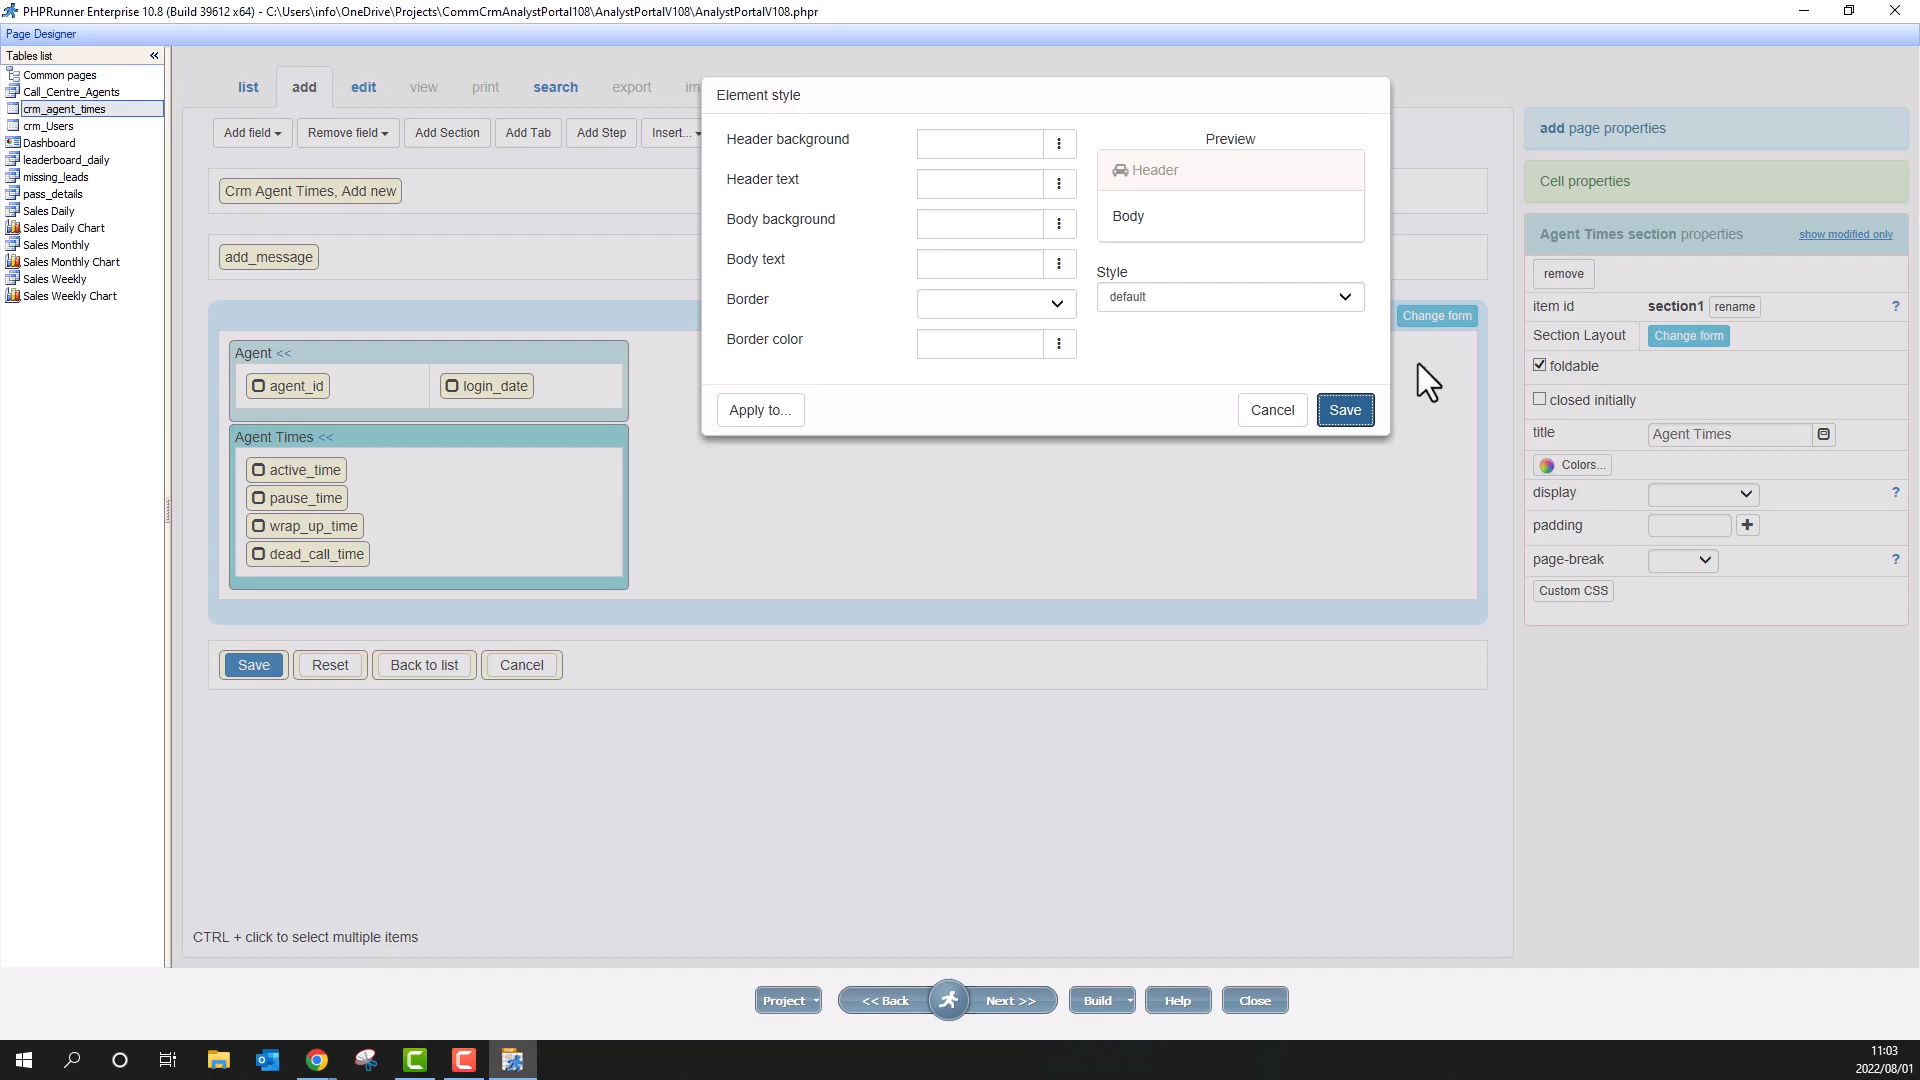 PHPRunner Enterprise 10.8 (Build 39612 x64) - C:\Users\info\OneDrive\Projects\CommCrmAnalystPortal108\AnalystPortalV108\AnalystPortalV108.phpr
Page Designer
Tables list
Common pages
Call_Centre_Agents
crm_agent_times
crm_Users
Dashboard
leaderboard_daily
missing_leads
pass_details
Sales Daily
Sales Daily Chart
Sales Monthly
Sales Monthly Chart
Sales Weekly
Sales Weekly Chart
list add edit view print search export im
Add field Remove field Add Section Add Tab Add Step Insert...
Crm Agent Times, Add new
add_message
Change form
Agent <<
agent_id login_date
Agent Times <<
active_time
pause_time
wrap_up_time
dead_call_time
Save Reset Back to list Cancel
CTRL + click to select multiple items
Element style
Header background
Header text
Body background
Body text
Border
Border color
Preview
Header
Body
Style
default
Apply to...
Cancel Save
add page properties
Cell properties
Agent Times section properties show modified only
remove
item id section1 rename ?
Section Layout Change form
foldable
closed initially
title Agent Times
Colors...
display ?
padding
page-break ?
Custom CSS
Project << Back Next >> Build Help Close
11:03
2022/08/01